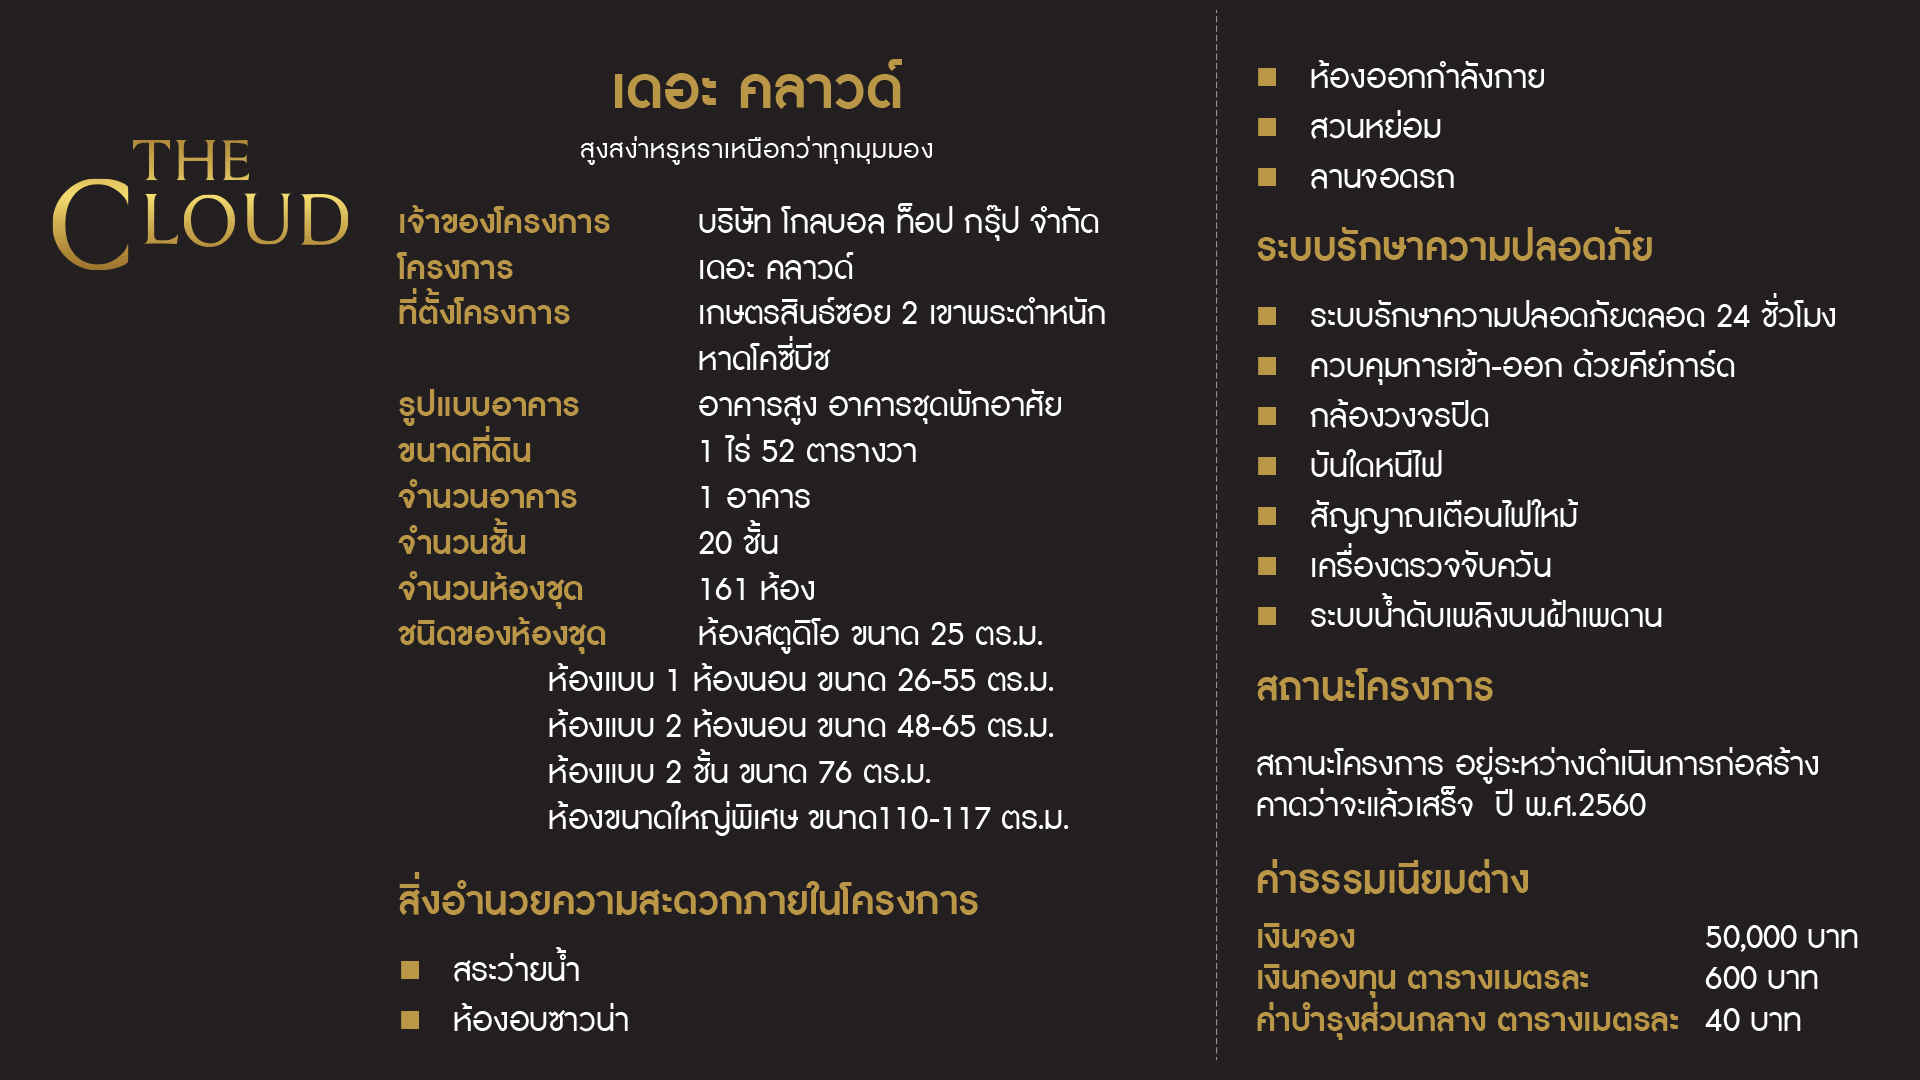 THE
CLOUD
เดอะ คลาวด์
สูงสง่าหรูหราเหนือกว่าทุกมุมมอง
เจ้าของโครงการ บริษัท โกลบอล ท็อป กรุ๊ป จำกัด
โครงการ เดอะ คลาวด์
ที่ตั้งโครงการ เกษตรสินธ์ซอย 2 เขาพระตำหนัก
หาดโคซี่บีช
รูปแบบอาคาร อาคารสูง อาคารชุดพักอาศัย
ขนาดที่ดิน 1 ไร่ 52 ตารางวา
จำนวนอาคาร 1 อาคาร
จำนวนชั้น 20 ชั้น
จำนวนห้องชุด 161 ห้อง
ชนิดของห้องชุด ห้องสตูดิโอ ขนาด 25 ตร.ม.
ห้องแบบ 1 ห้องนอน ขนาด 26-55 ตร.ม.
ห้องแบบ 2 ห้องนอน ขนาด 48-65 ตร.ม.
ห้องแบบ 2 ชั้น ขนาด 76 ตร.ม.
ห้องขนาดใหญ่พิเศษ ขนาด110-117 ตร.ม.
สิ่งอำนวยความสะดวกภายในโครงการ
สระว่ายน้ำ
ห้องอบซาวน่า
ห้องออกกำลังกาย
สวนหย่อม
ลานจอดรถ
ระบบรักษาความปลอดภัย
ระบบรักษาความปลอดภัยตลอด 24 ชั่วโมง
ควบคุมการเข้า-ออก ด้วยคีย์การ์ด
กล้องวงจรปิด
บันใดหนีไฟ
สัญญาณเตือนไฟใหม้
เครื่องตรวจจับควัน
ระบบน้ำดับเพลิงบนฝ้าเพดาน
สถานะโครงการ
สถานะโครงการ อยู่ระหว่างดำเนินการก่อสร้าง
คาดว่าจะแล้วเสร็จ ปี พ.ศ.2560
ค่าธรรมเนียมต่าง
เงินจอง 50,000 บาท
เงินกองทุน ตารางเมตรละ 600 บาท
ค่าบำรุงส่วนกลาง ตารางเมตรละ 40 บาท